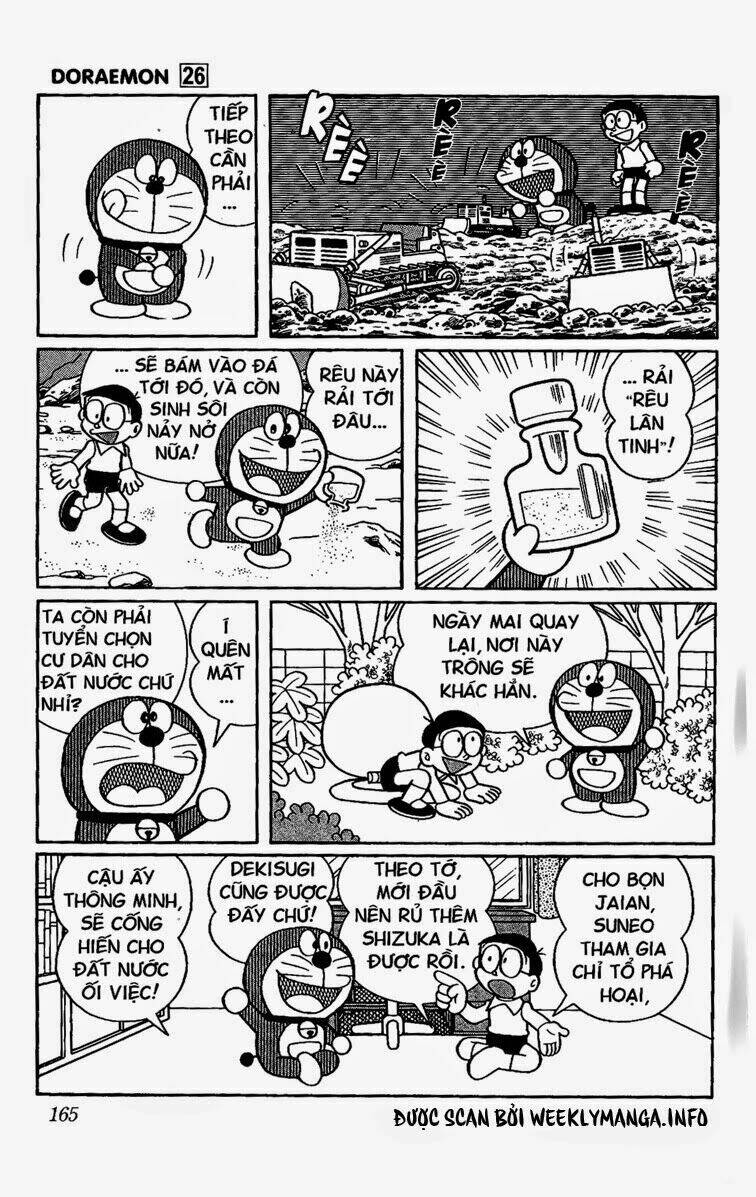 DORAEMON 26
RÈÈ
RÈÈ
RÈÈ
TIẾP
THEO
CẦN
PHẢI
...
... RẢI
"RÊU
LÂN
TINH"!
RÊU NÀY
RẢI TỚI
ĐÂU...
... SẼ BÁM VÀO ĐÁ
TỚI ĐÓ, VÀ CÒN
SINH SÔI
NẢY NỞ
NỮA!
NGÀY MAI QUAY
LẠI, NƠI NÀY
TRÔNG SẼ
KHÁC HẲN.
Í
QUÊN
MẤT
...
TA CÒN PHẢI
TUYỂN CHỌN
CƯ DÂN CHO
ĐẤT NƯỚC CHỨ
NHỈ?
CHO BỌN
JAIAN,
SUNEO
THAM GIA
CHỈ TỔ PHÁ
HOẠI,
THEO TỚ,
MỚI ĐẦU
NÊN RỦ THÊM
SHIZUKA LÀ
ĐƯỢC RỒI.
DEKISUGI
CŨNG ĐƯỢC
ĐẤY CHỨ!
CẬU ẤY
THÔNG MINH,
SẼ CỐNG
HIẾN CHO
ĐẤT NƯỚC
ỐI VIỆC!
165
ĐƯỢC SCAN BỞI WEEKLYMANGA.INFO